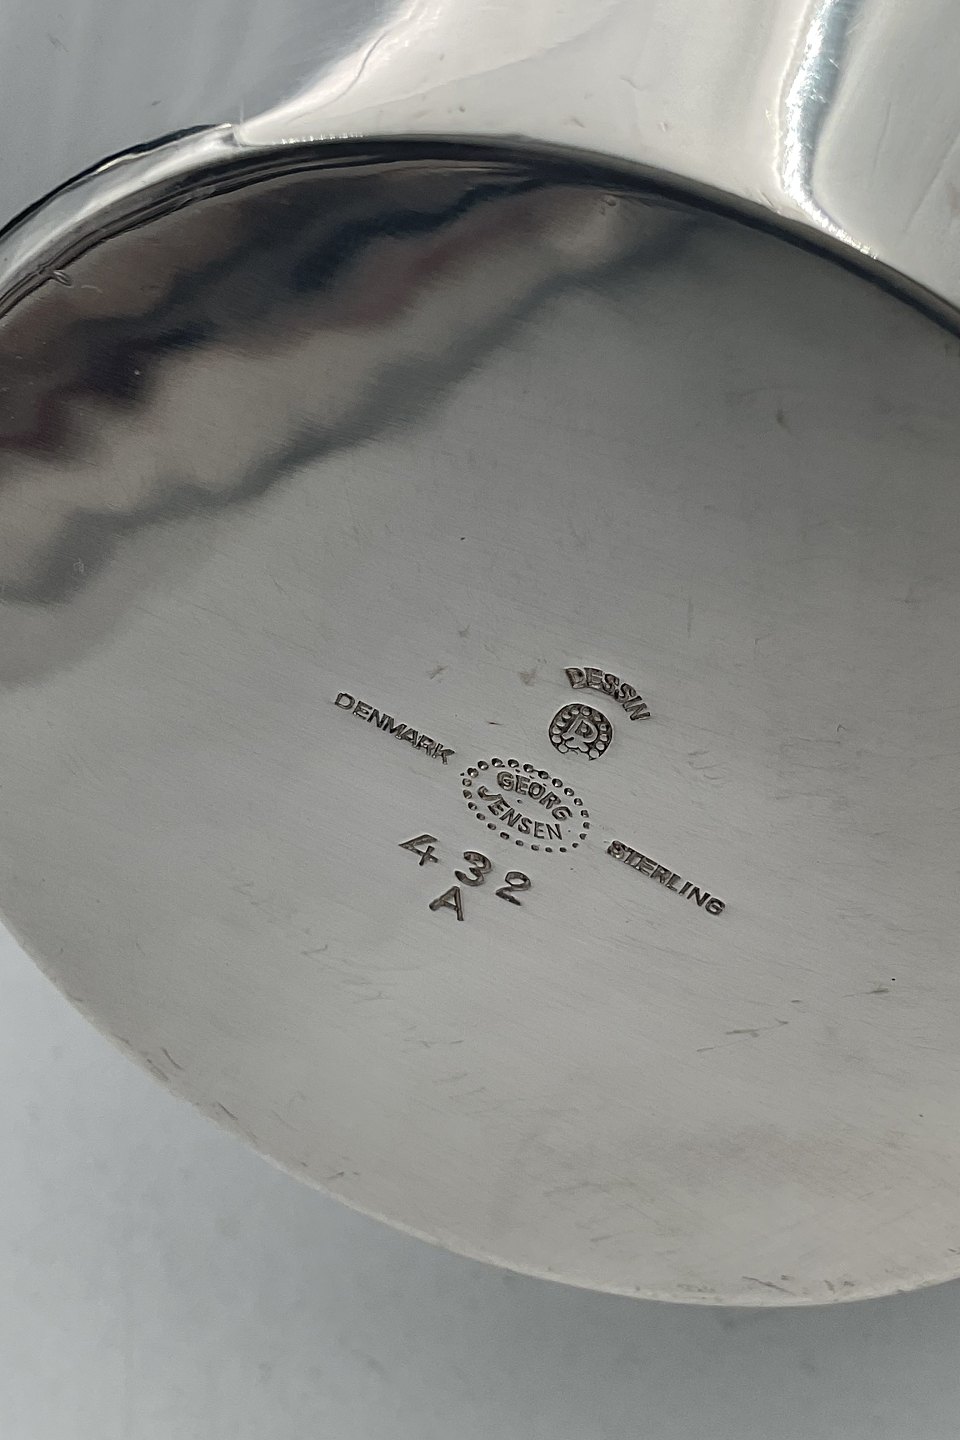 DESSIN
DENMARK
GEORG
JENSEN
STERLING
432
A